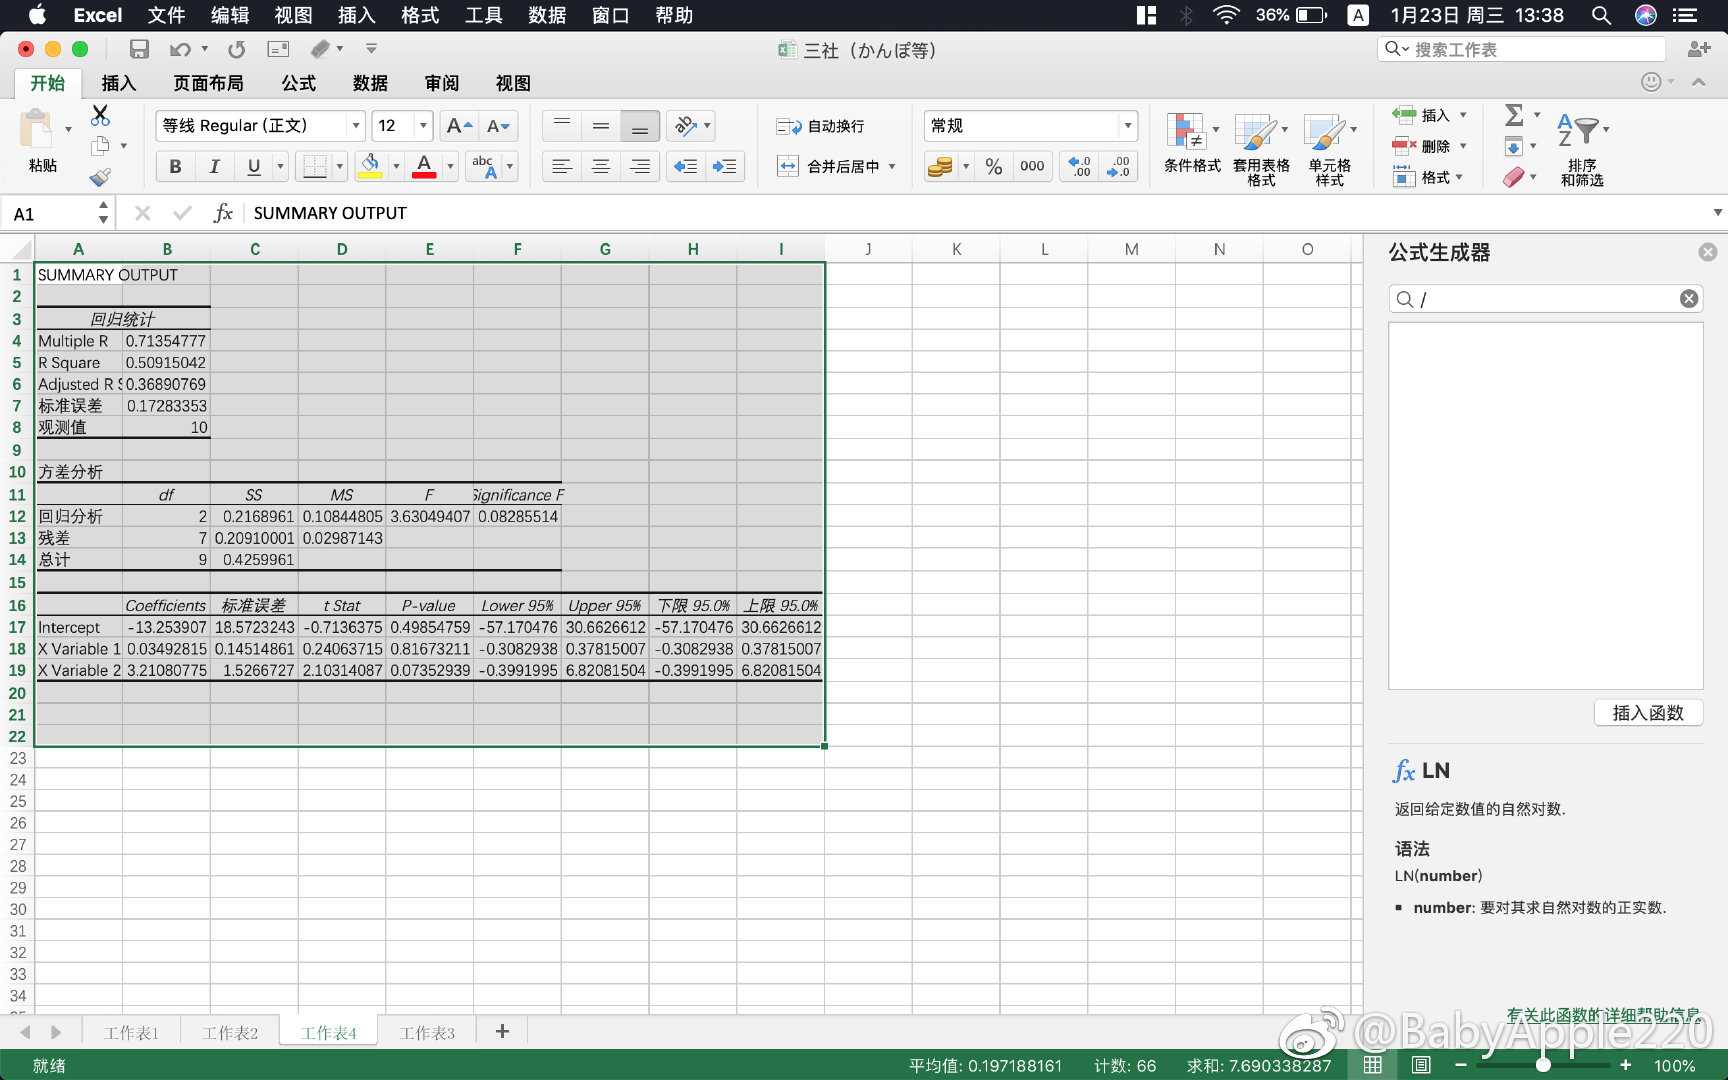 Excel 文件 编辑 视图 插入 格式 工具 数据 窗口 帮助 36% A 1月23日 周三 13:38
三社（かんぽ等） 搜索工作表
开始 插入 页面布局 公式 数据 审阅 视图
粘贴 等线 Regular (正文) 12 自动换行 常规 条件格式 套用表格格式 单元格样式 插入 排序和筛选
B I U A abc A 合并后居中 % 000 删除
格式
A1 fx SUMMARY OUTPUT
A B C D E F G H I J K L M N O
1 SUMMARY OUTPUT
2
3 回归统计
4 Multiple R 0.71354777
5 R Square 0.50915042
6 Adjusted R S 0.36890769
7 标准误差 0.17283353
8 观测值 10
9
10 方差分析
11 df SS MS F Significance F
12 回归分析 2 0.2168961 0.10844805 3.63049407 0.08285514
13 残差 7 0.20910001 0.02987143
14 总计 9 0.4259961
15
16 Coefficients 标准误差 t Stat P-value Lower 95% Upper 95% 下限 95.0% 上限 95.0%
17 Intercept -13.253907 18.5723243 -0.7136375 0.49854759 -57.170476 30.6626612 -57.170476 30.6626612
18 X Variable 1 0.03492815 0.14514861 0.24063715 0.81673211 -0.3082938 0.37815007 -0.3082938 0.37815007
19 X Variable 2 3.21080775 1.5266727 2.10314087 0.07352939 -0.3991995 6.82081504 -0.3991995 6.82081504
20
21
22
23
24
25
26
27
28
29
30
31
32
33
34
公式生成器
/
插入函数
fx LN
返回给定数值的自然对数.
语法
LN(number)
number: 要对其求自然对数的正实数.
有关此函数的详细帮助信息
工作表1 工作表2 工作表4 工作表3 +
@BabyApple220
就绪 平均值: 0.197188161 计数: 66 求和: 7.690338287 100%